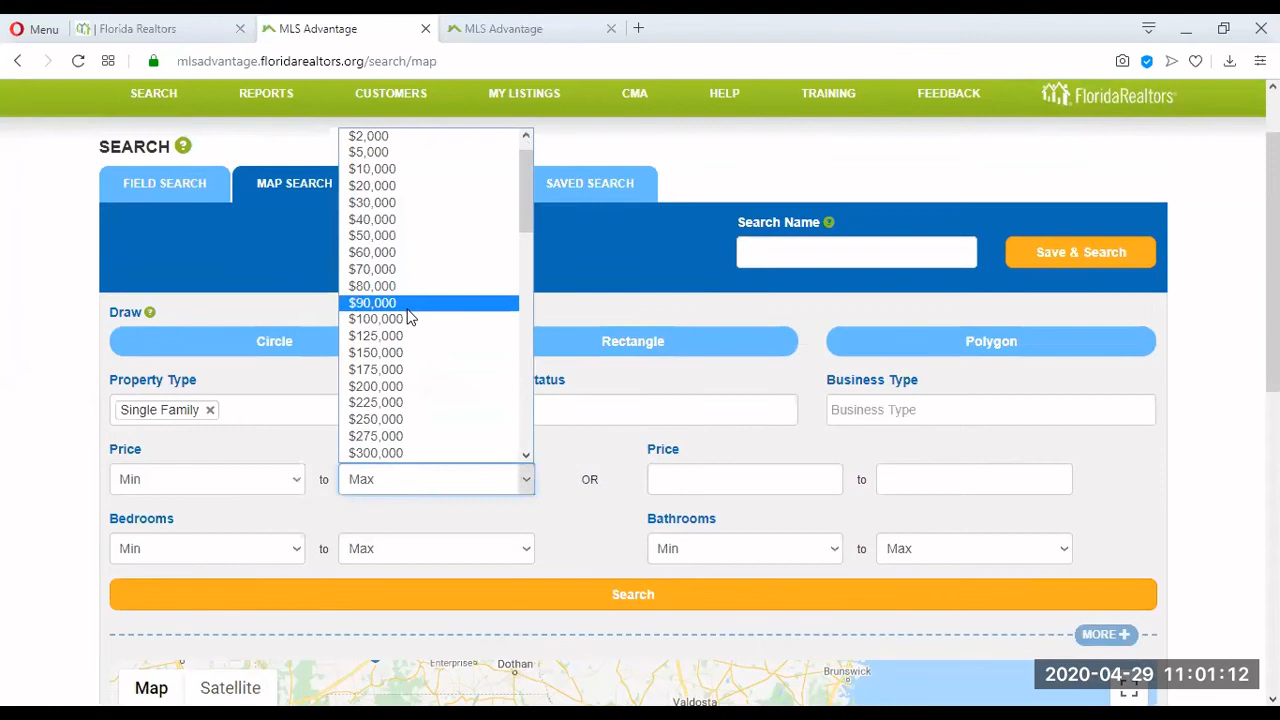 Menu
Florida Realtors
MLS Advantage
MLS Advantage
mlsadvantage.floridarealtors.org/search/map
SEARCH REPORTS CUSTOMERS MY LISTINGS CMA HELP TRAINING FEEDBACK FloridaRealtors
SEARCH ?
FIELD SEARCH MAP SEARCH SAVED SEARCH
Search Name ?
Save & Search
$2,000
$5,000
$10,000
$20,000
$30,000
$40,000
$50,000
$60,000
$70,000
$80,000
$90,000
$100,000
$125,000
$150,000
$175,000
$200,000
$225,000
$250,000
$275,000
$300,000
Draw ?
Circle Rectangle Polygon
Property Type tatus Business Type
Single Family × Business Type
Price Price
Min to Max OR to
Bedrooms Bathrooms
Min to Max Min to Max
Search
MORE +
Map Satellite
Enterprise Dothan Brunswick
Valdosta
2020-04-29 11:01:12